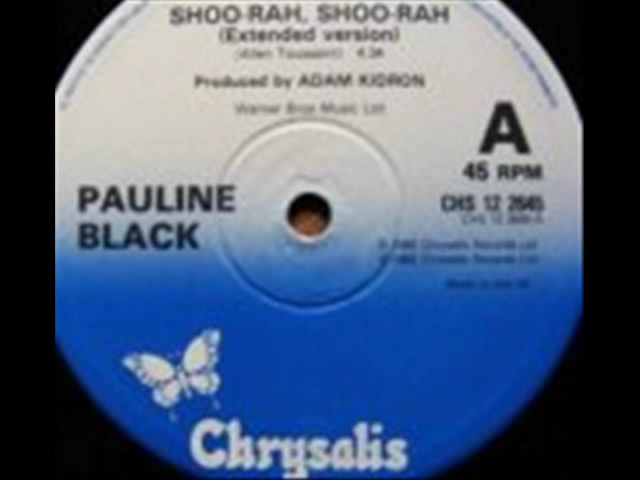 SHOO-RAH, SHOO-RAH
(Extended version)
(Allen Toussaint) 4.34
Produced by ADAM KIDRON
Warner Bros Music Ltd
A
45 RPM
PAULINE
BLACK
CHS 12 2645
Chrysalis